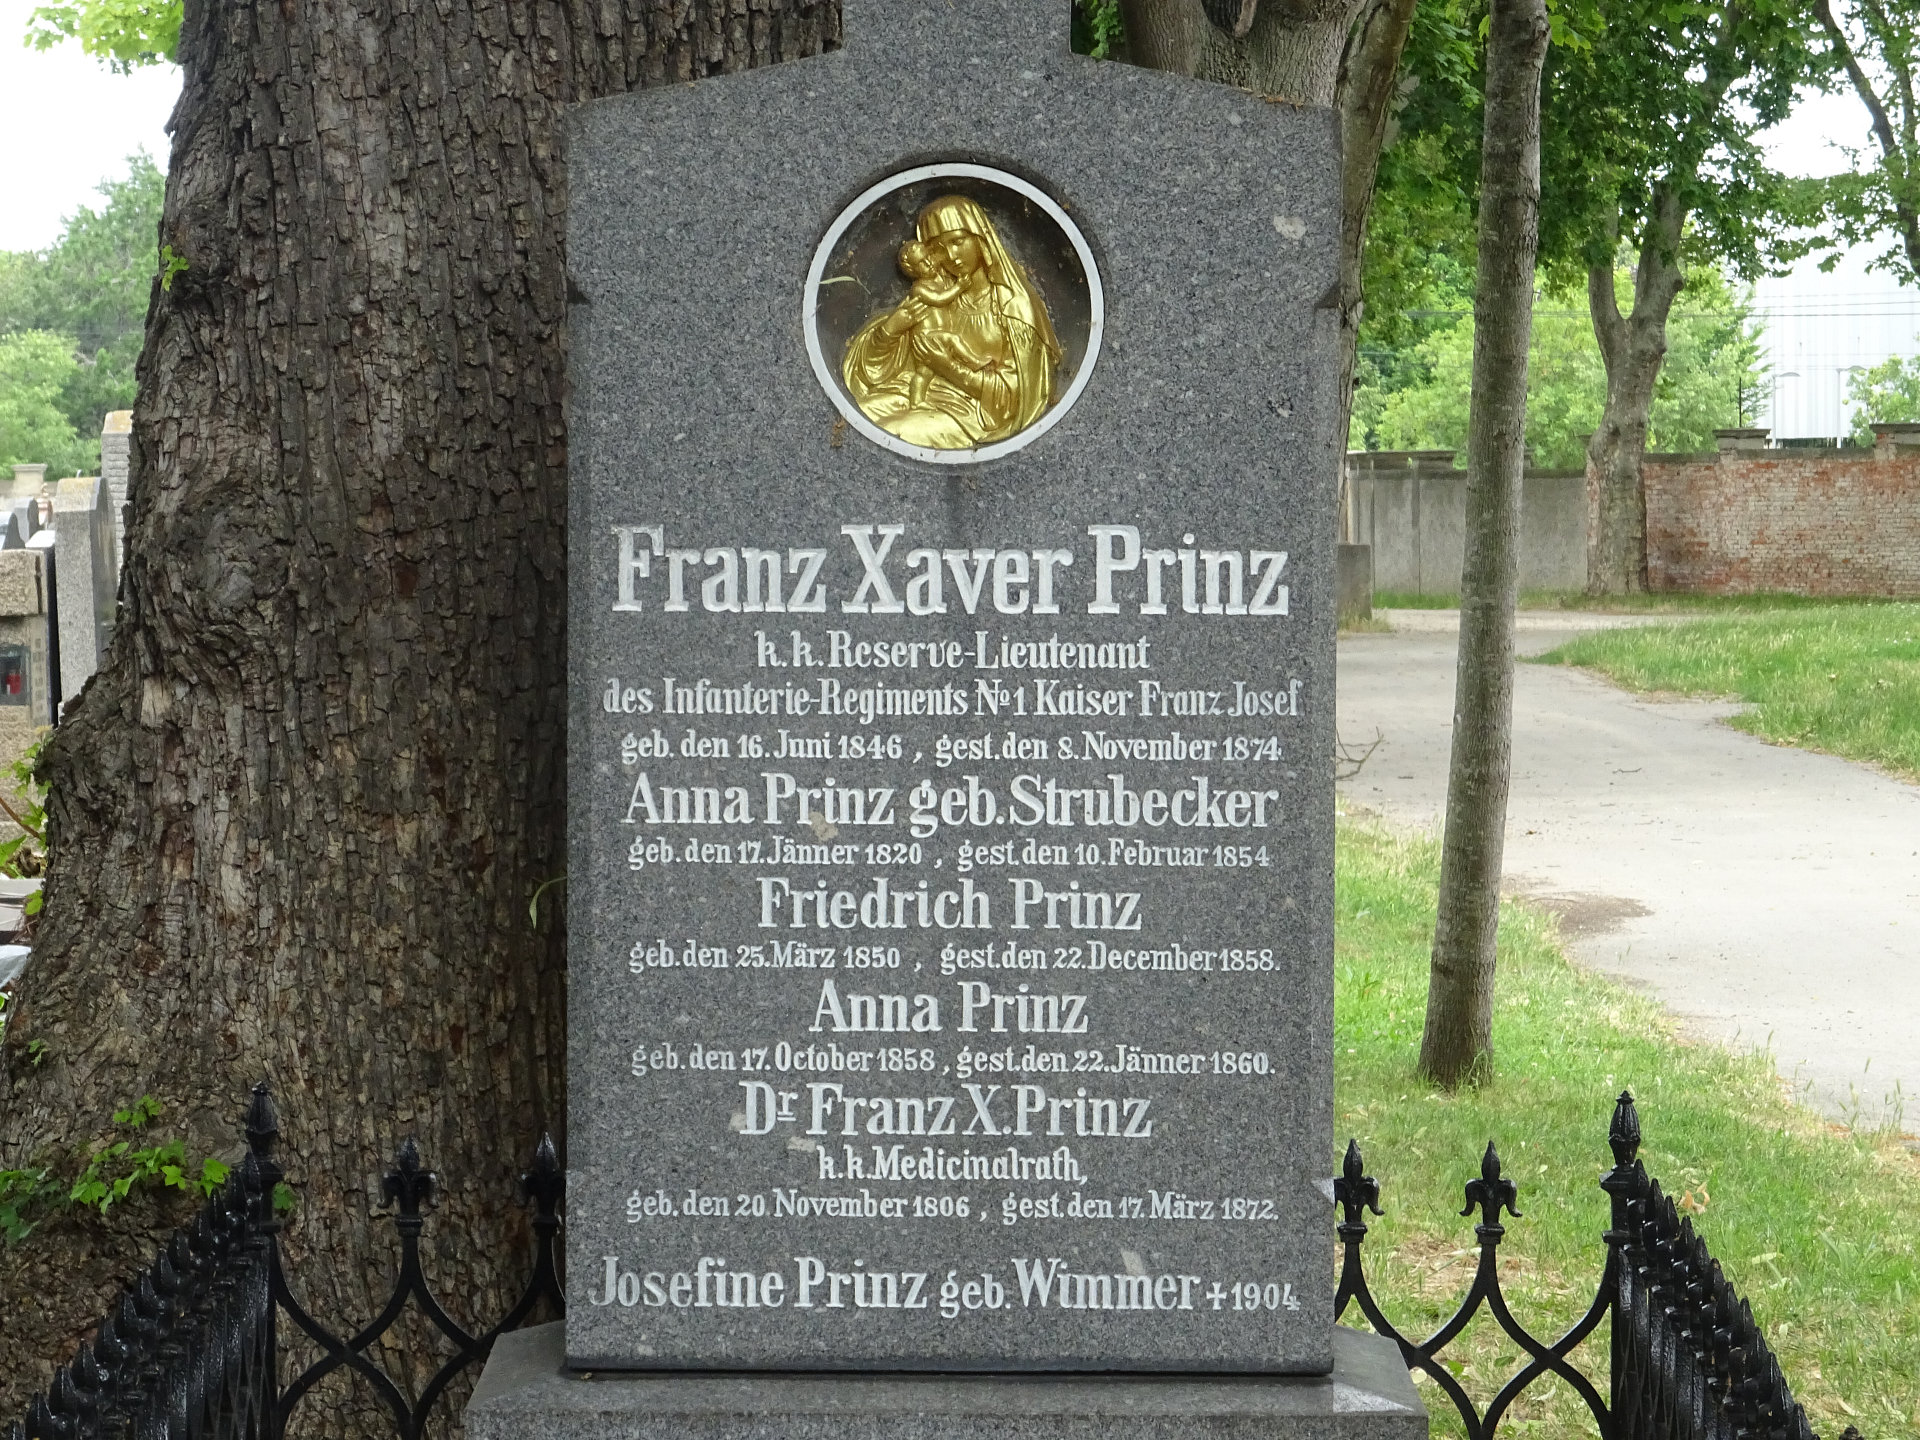 Franz Xaver Prinz
k.k. Reserve-Lieutenant
des Infanterie-Regiments No 1 Kaiser Franz Josef
geb. den 16. Juni 1846, gest. den 8. November 1874
Anna Prinz geb. Strubecker
geb. den 17. Jänner 1820, gest. den 10. Februar 1854
Friedrich Prinz
geb. den 25. März 1850, gest. den 22. December 1858.
Anna Prinz
geb. den 17. October 1858, gest. den 22. Jänner 1860.
Dr Franz X. Prinz
k.k. Medicinalrath,
geb. den 20. November 1806, gest. den 17. März 1872.
Josefine Prinz geb. Wimmer + 1904